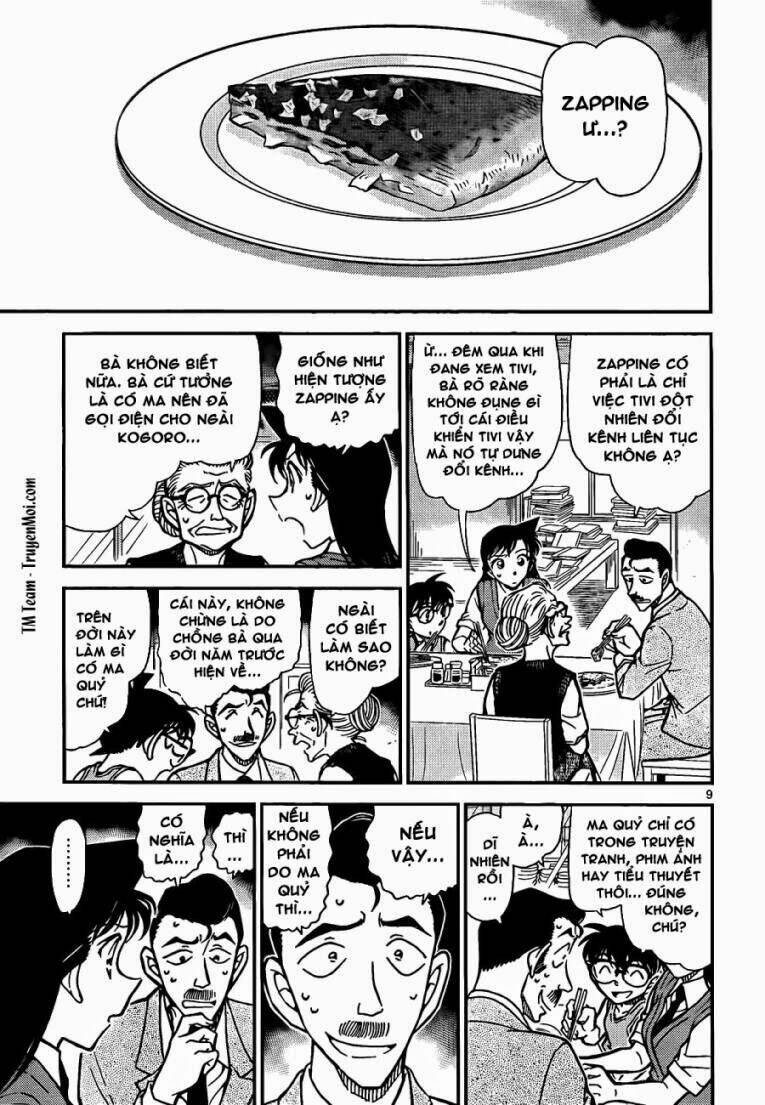 ZAPPING
Ư...?
ZAPPING CÓ
PHẢI LÀ CHỈ
VIỆC TIVI ĐỘT
NHIÊN ĐỔI
KÊNH LIÊN TỤC
KHÔNG Ạ?
Ừ... ĐÊM QUA KHI
ĐANG XEM TIVI,
BÀ RÕ RÀNG
KHÔNG ĐỤNG GÌ
TỚI CÁI ĐIỀU
KHIỂN TIVI VẬY
MÀ NÓ TỰ DƯNG
ĐỔI KÊNH...
GIỐNG NHƯ
HIỆN TƯỢNG
ZAPPING ẤY
Ạ?
BÀ KHÔNG BIẾT
NỮA. BÀ CỨ TƯỞNG
LÀ CÓ MA NÊN ĐÃ
GỌI ĐIỆN CHO NGÀI
KOGORO...
NGÀI
CÓ BIẾT
LÀM SAO
KHÔNG?
CÁI NÀY, KHÔNG
CHỪNG LÀ DO
CHỒNG BÀ QUA
ĐỜI NĂM TRƯỚC
HIỆN VỀ...
TRÊN
ĐỜI NÀY
LÀM GÌ
CÓ MA
QUỶ
CHÚ!
9
MA QUỶ CHỈ CÓ
TRONG TRUYỆN
TRANH, PHIM ẢNH
HAY TIỂU THUYẾT
THÔI... ĐÚNG
KHÔNG,
CHÚ?
À,
À...
DĨ
NHIÊN
RỒI...
NẾU
VẬY...
NẾU
KHÔNG
PHẢI
DO MA
QUỶ
THÌ...
THÌ
...
CÓ
NGHĨA
LÀ...
........
TM Team - TruyenMoi.com